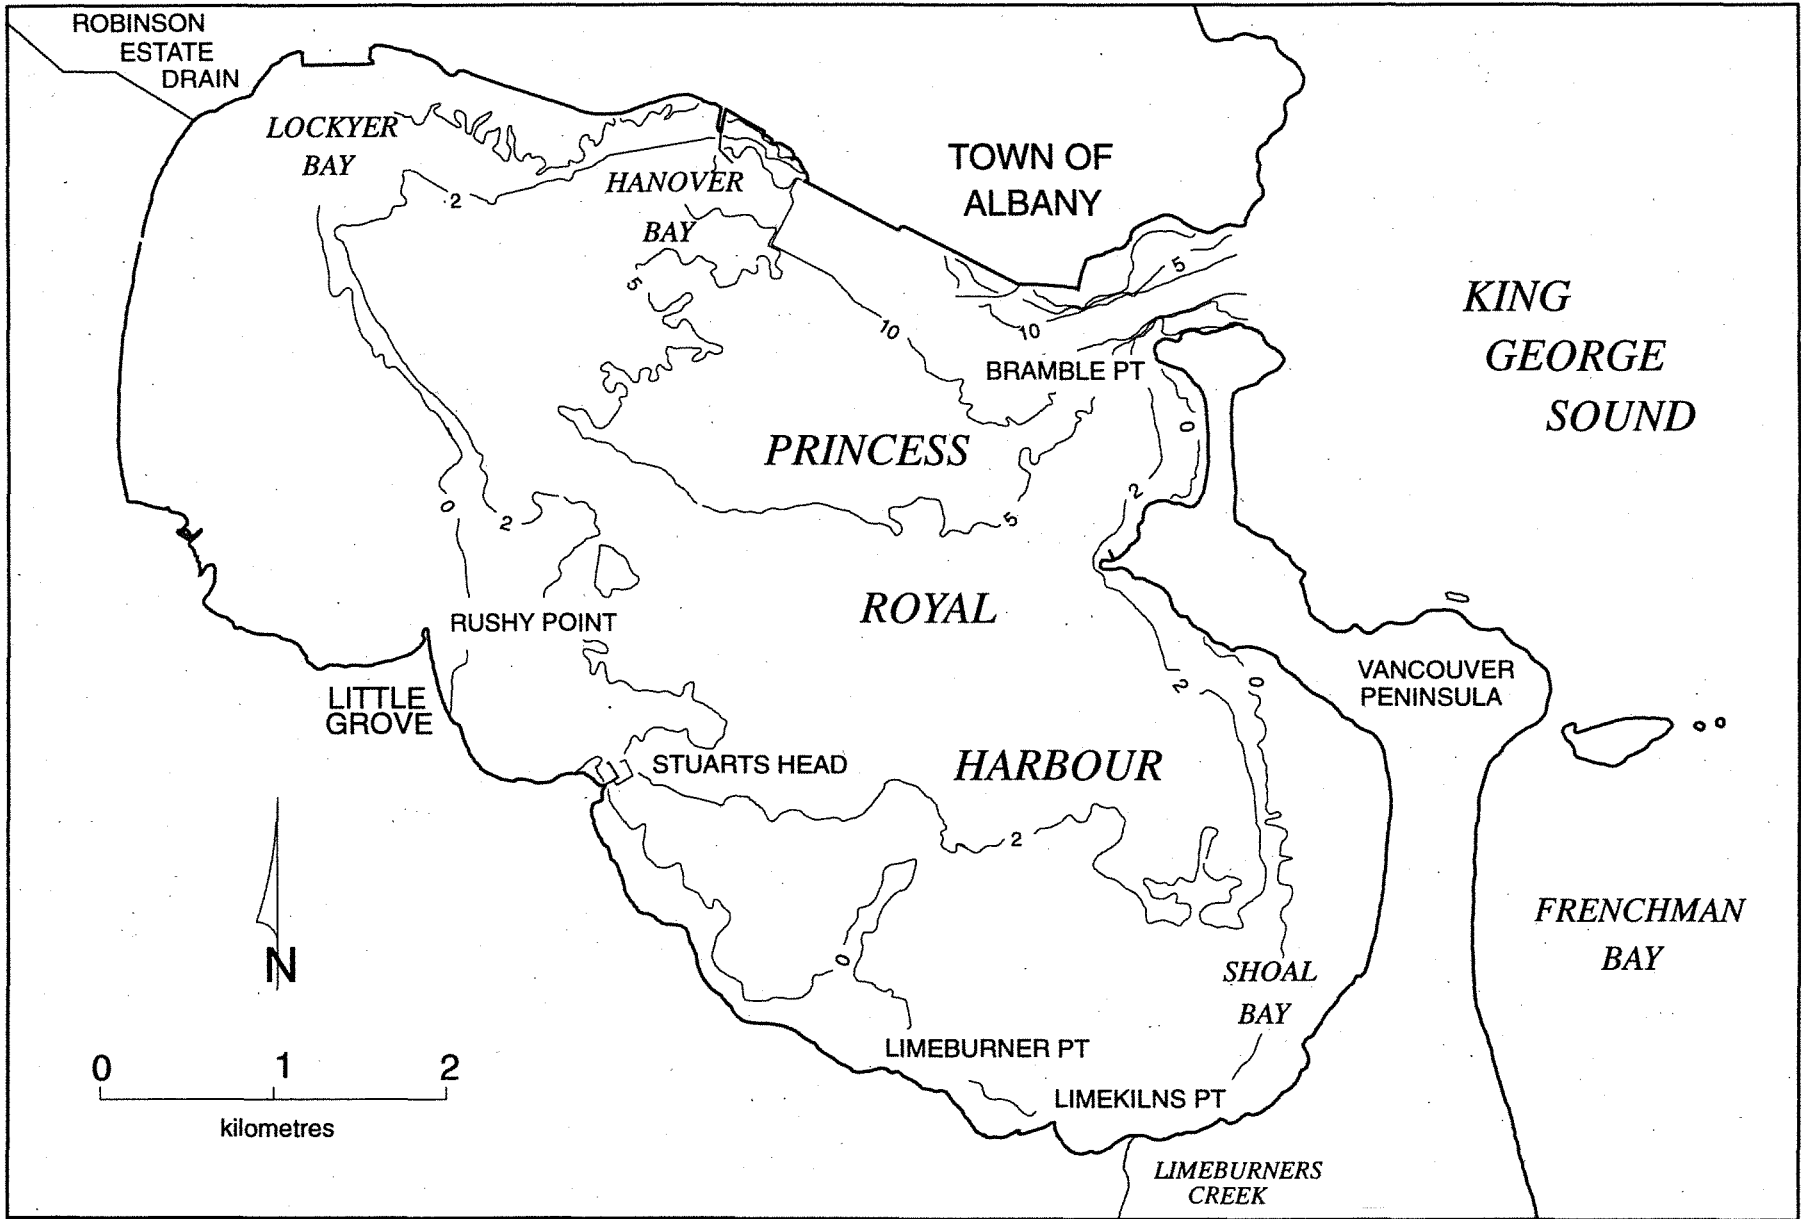 ROBINSON
ESTATE
DRAIN
LOCKYER
BAY
2
HANOVER
BAY
5
10
TOWN OF
ALBANY
5
10
BRAMBLE PT
0
2
KING
GEORGE
SOUND
PRINCESS
0
2
5
ROYAL
RUSHY POINT
LITTLE
GROVE
2
0
VANCOUVER
PENINSULA
STUARTS HEAD
HARBOUR
2
0
FRENCHMAN
BAY
SHOAL
BAY
N
0 1 2
kilometres
LIMEBURNER PT
LIMEKILNS PT
LIMEBURNERS
CREEK